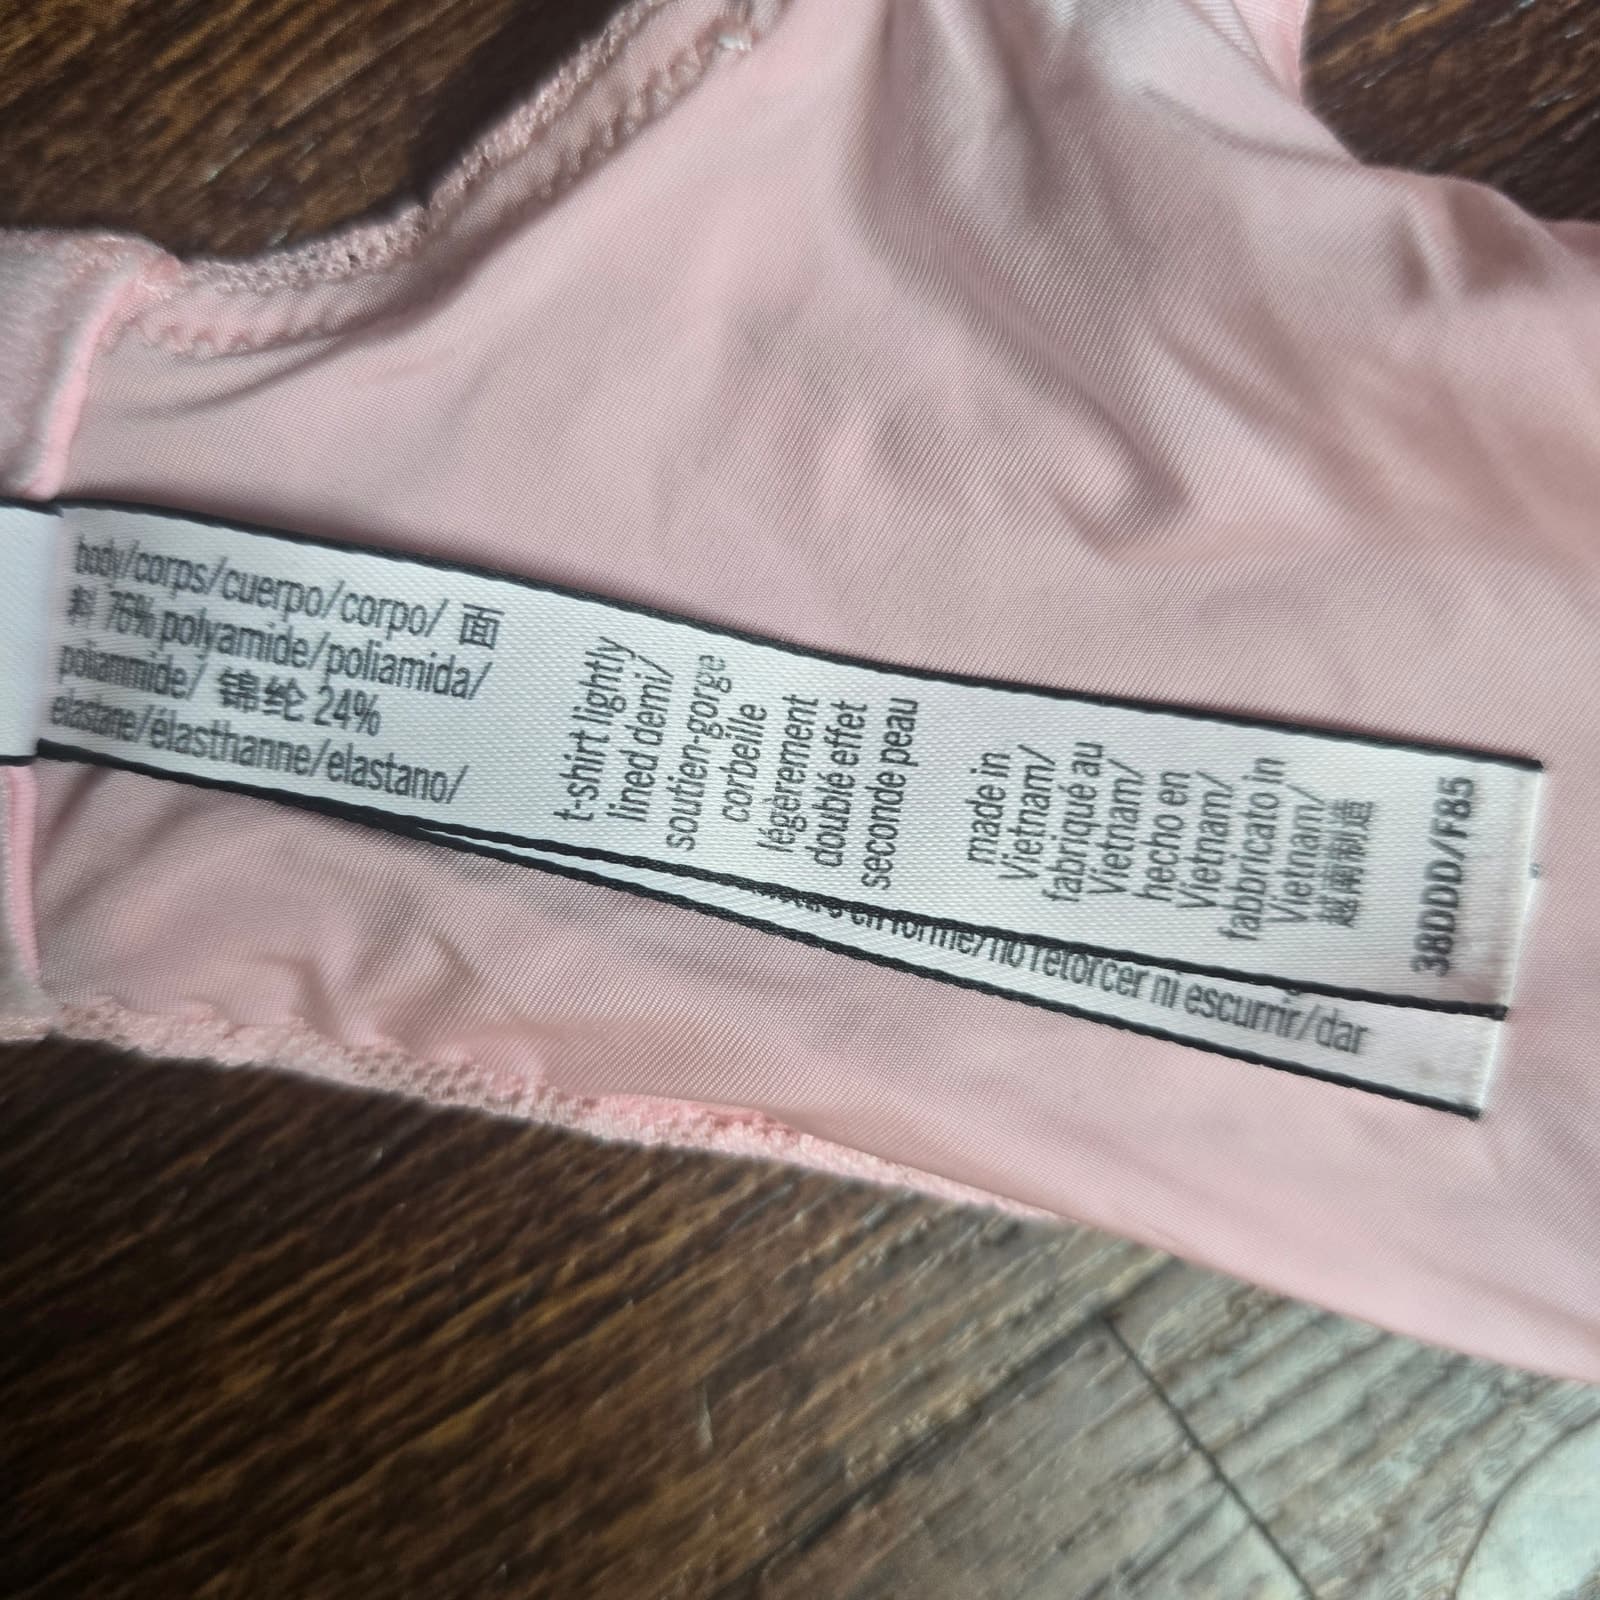 body/corps/cuerpo/corpo/ 面
料 76% polyamide/poliamida/
poliammide/ 锦纶 24%
elastane/élasthanne/elastano/
t-shirt lightly
lined demi/
soutien-gorge
corbeille
légèrement
doublé effet
seconde peau
made in
Vietnam/
fabriqué au
Vietnam/
hecho en
Vietnam/
fabbricato in
Vietnam/
越南制造
38DDD/F85
en forme/no retorcer ni escurrir/dar